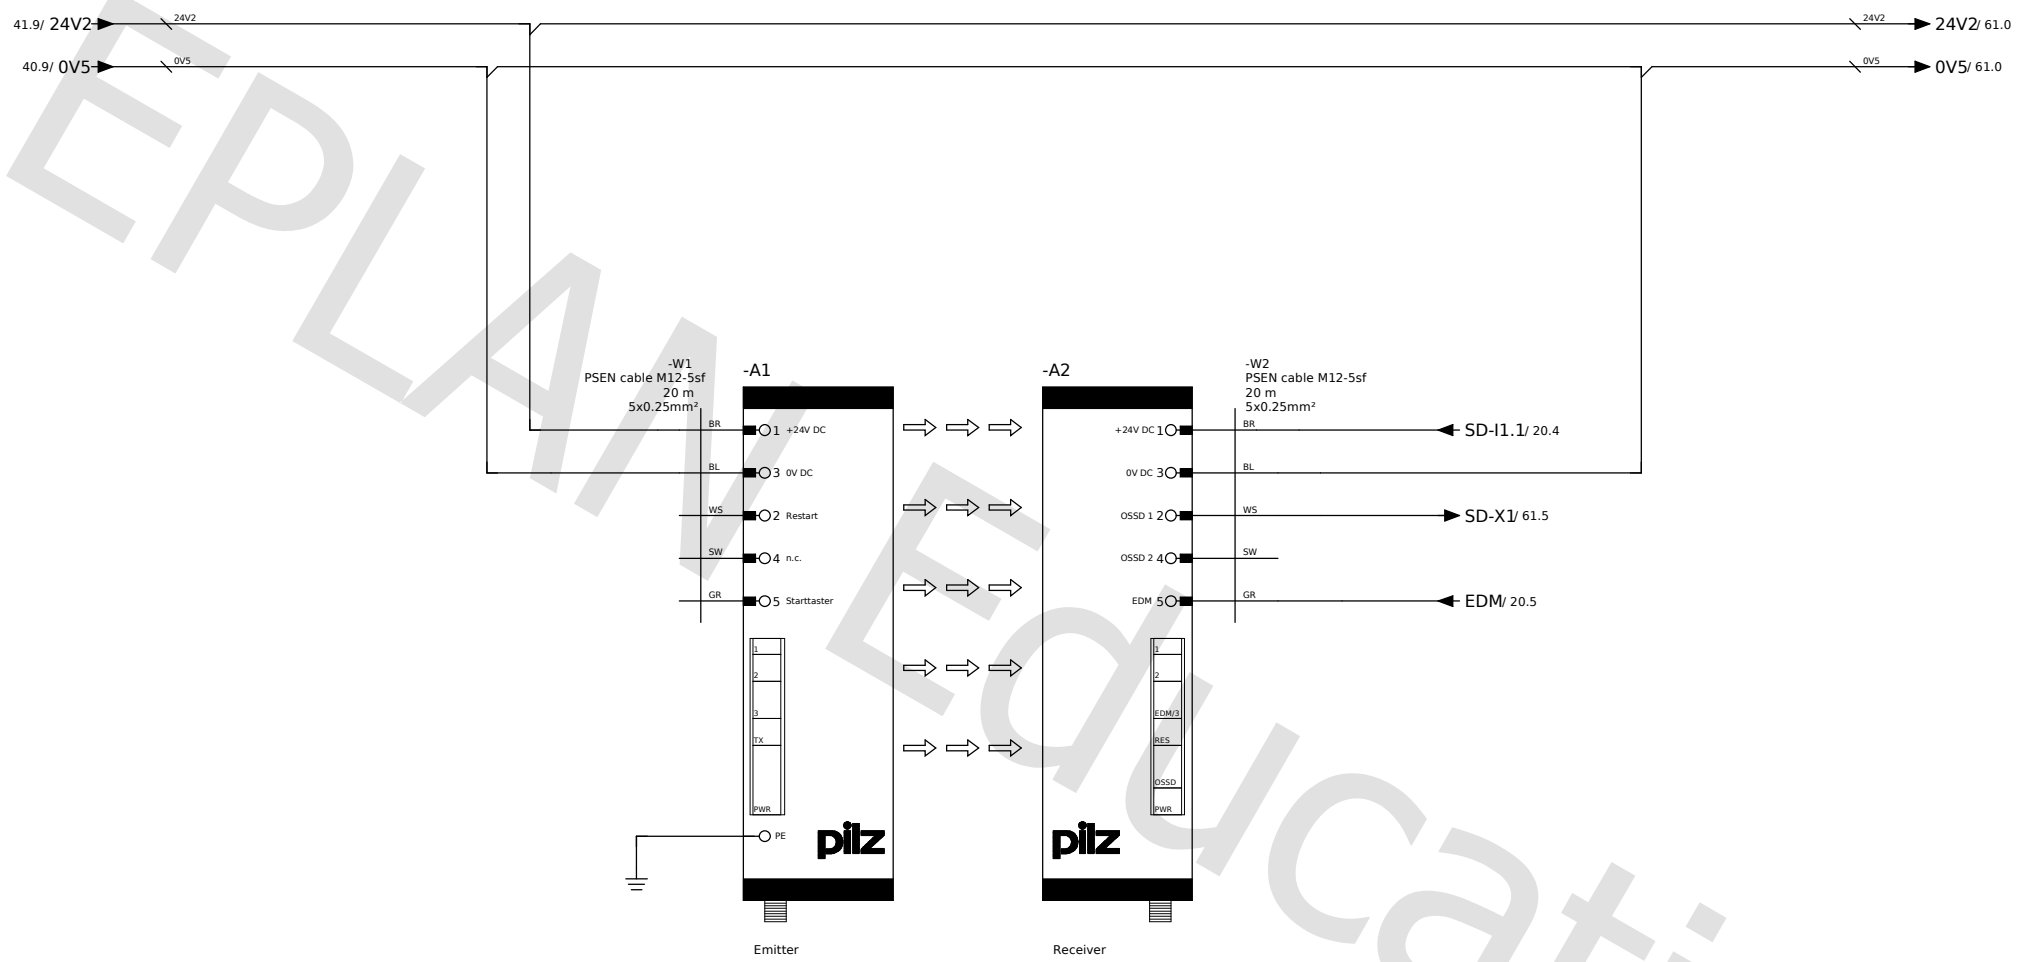 41.9/ 24V2 24V2 24V2 24V2/ 61.0
40.9/ 0V5 0V5 0V5 0V5/ 61.0
-W1
PSEN cable M12-5sf
20 m
5x0.25mm²
-A1
-A2
-W2
PSEN cable M12-5sf
20 m
5x0.25mm²
BR 1 +24V DC
BL 3 0V DC
WS 2 Restart
SW 4 n.c.
GR 5 Starttaster
+24V DC 1 BR SD-I1.1/ 20.4
0V DC 3 BL
OSSD 1 2 WS SD-X1/ 61.5
OSSD 2 4 SW
EDM 5 GR EDM/ 20.5
1
2
3
TX
PWR
PE
pilz
1
2
EDM/3
RES
OSSD
PWR
pilz
Emitter
Receiver
EPLAN Educati